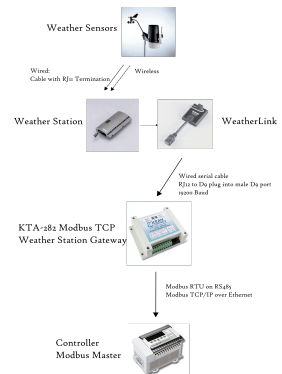 Weather Sensors
Wired:
Cable with RJ11 Termination
Wireless
Weather Station
WeatherLink
Wired serial cable
RJ12 to D9 plug into male D9 port
19200 Baud
KTA-282 Modbus TCP
Weather Station Gateway
Modbus RTU on RS485
Modbus TCP/IP over Ethernet
Controller
Modbus Master